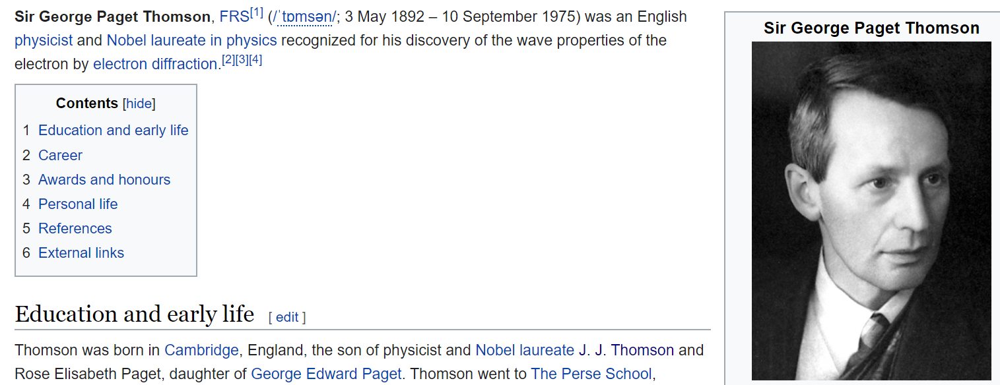 Sir George Paget Thomson, FRS[1] (/ˈtɒmsən/; 3 May 1892 – 10 September 1975) was an English
physicist and Nobel laureate in physics recognized for his discovery of the wave properties of the
electron by electron diffraction.[2][3][4]
Contents [hide]
1 Education and early life
2 Career
3 Awards and honours
4 Personal life
5 References
6 External links
Education and early life [ edit ]
Thomson was born in Cambridge, England, the son of physicist and Nobel laureate J. J. Thomson and
Rose Elisabeth Paget, daughter of George Edward Paget. Thomson went to The Perse School,
Sir George Paget Thomson